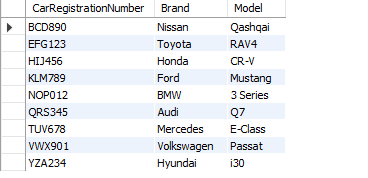 CarRegistrationNumber Brand Model
BCD890 Nissan Qashqai
EFG123 Toyota RAV4
HIJ456 Honda CR-V
KLM789 Ford Mustang
NOP012 BMW 3 Series
QRS345 Audi Q7
TUV678 Mercedes E-Class
VWX901 Volkswagen Passat
YZA234 Hyundai i30